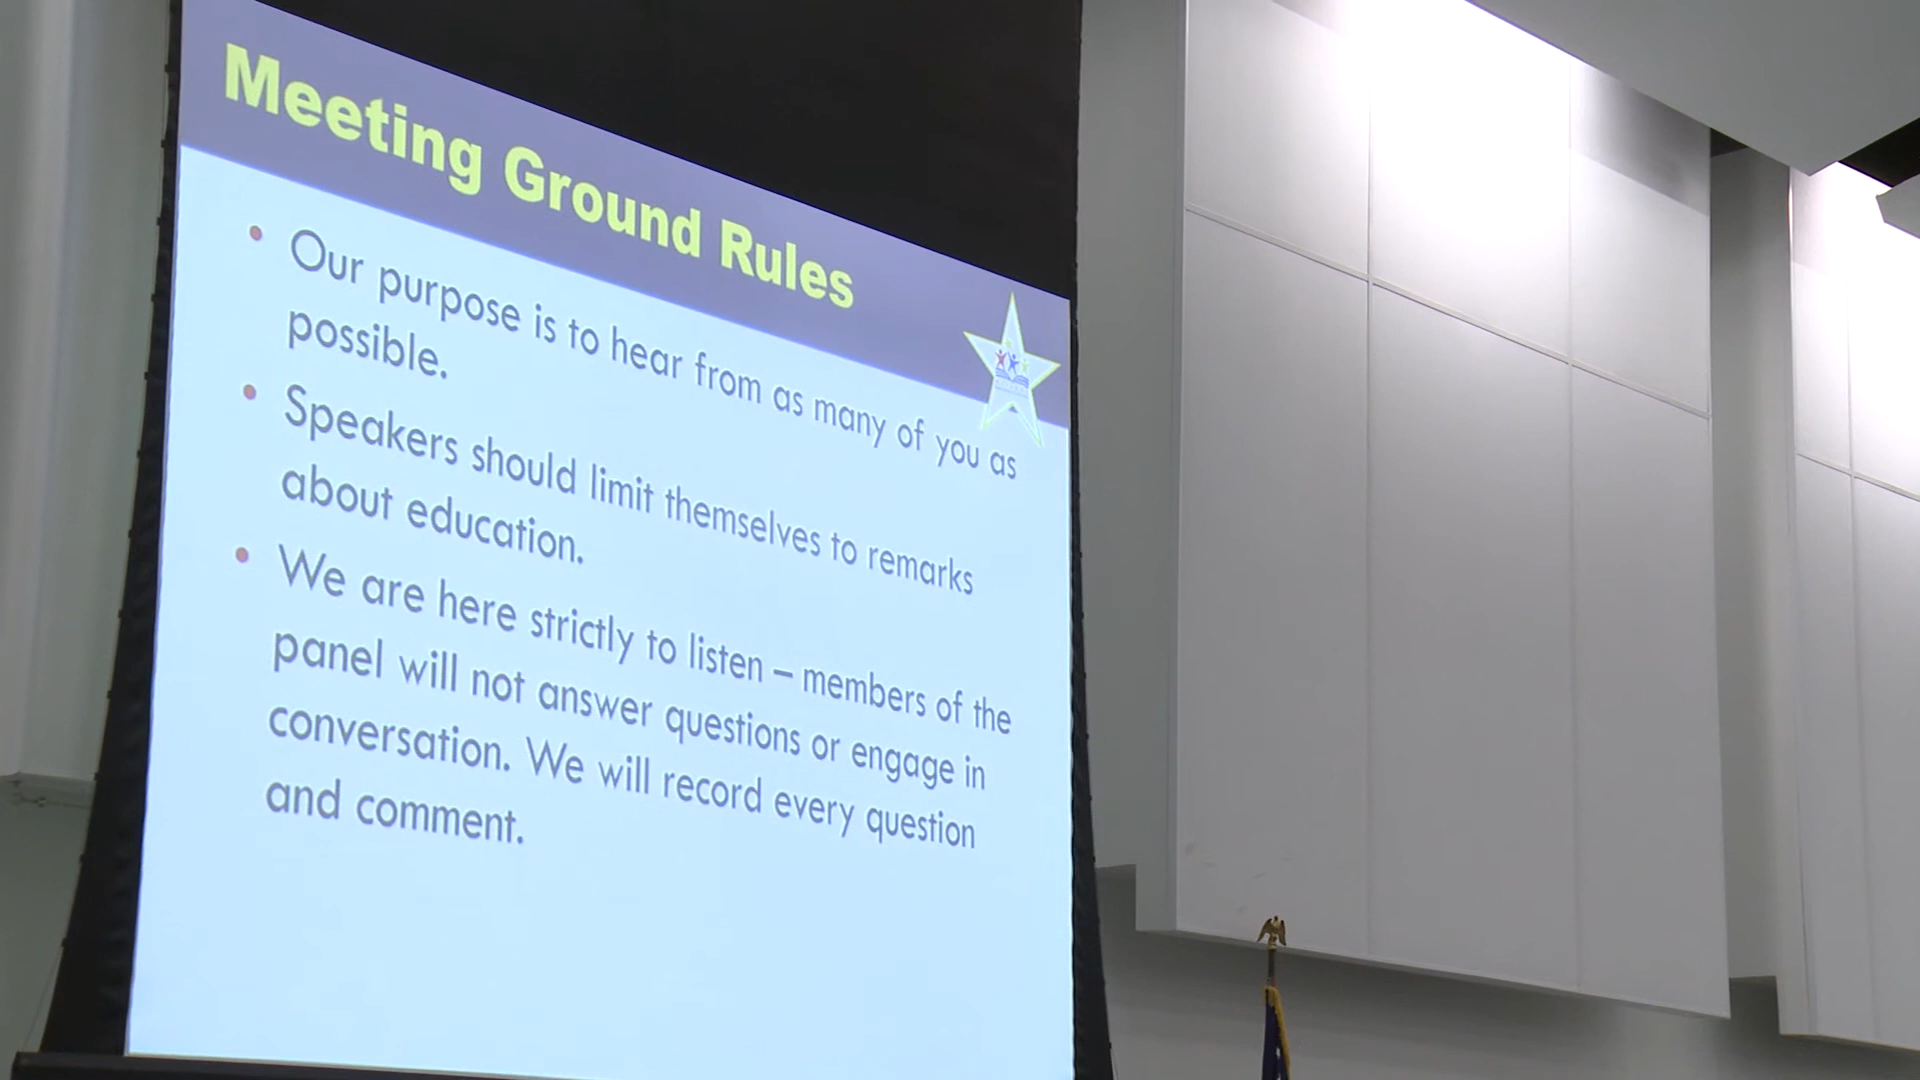 Meeting Ground Rules
• Our purpose is to hear from as many of you as
possible.
• Speakers should limit themselves to remarks
about education.
• We are here strictly to listen – members of the
panel will not answer questions or engage in
conversation. We will record every question
and comment.